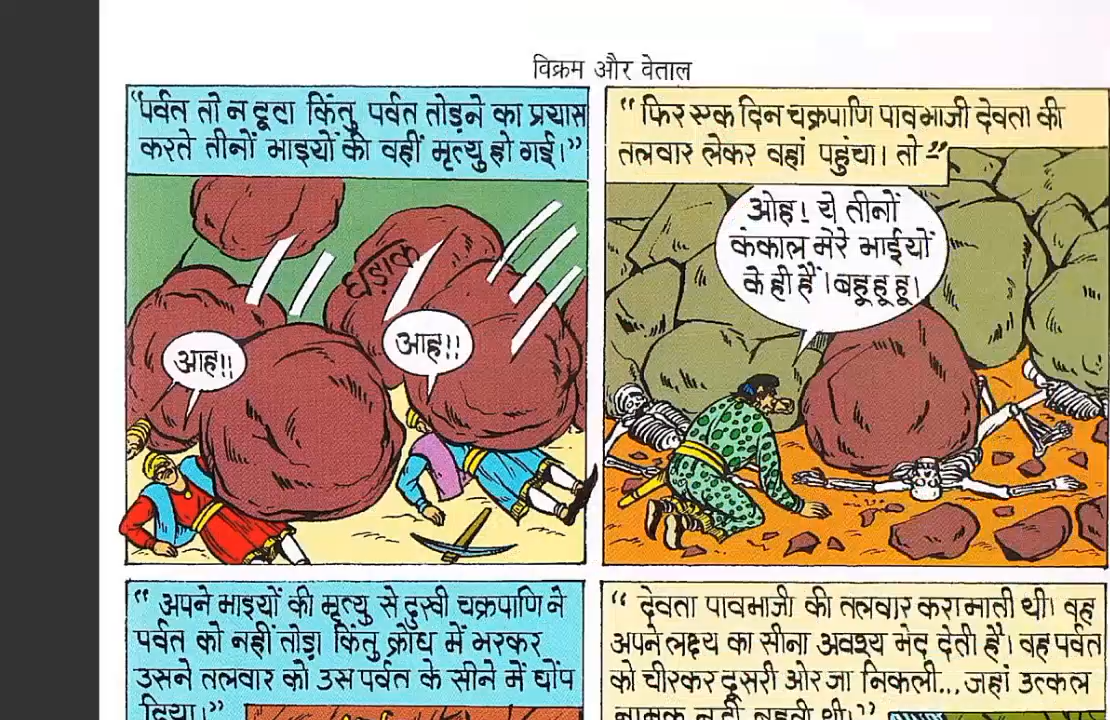 विक्रम और वेताल
“पर्वत तो न टूटा किंतु पर्वत तोड़ने का प्रयास
करते तीनों भाइयों की वहीं मृत्यु हो गई।”
धड़ाक
आह!!
आह!!
“ फिर एक दिन चक्रपाणि पावभाजी देवता की
तलवार लेकर वहां पहुंचा। तो –”
ओह! ये तीनों
कंकाल मेरे भाईयों
के ही हैं। बहू हू हू।
“ अपने भाइयों की मृत्यु से दुखी चक्रपाणि ने
पर्वत को नहीं तोड़ा किंतु क्रोध में भरकर
उसने तलवार को उस पर्वत के सीने में घोंप
दिया।”
“ देवता पावभाजी की तलवार करामाती थी। वह
अपने लक्ष्य का सीना अवश्य भेद देती है। वह पर्वत
को चीरकर दूसरी ओर जा निकली... जहां उत्कल
नामक नदी बहती थी।”